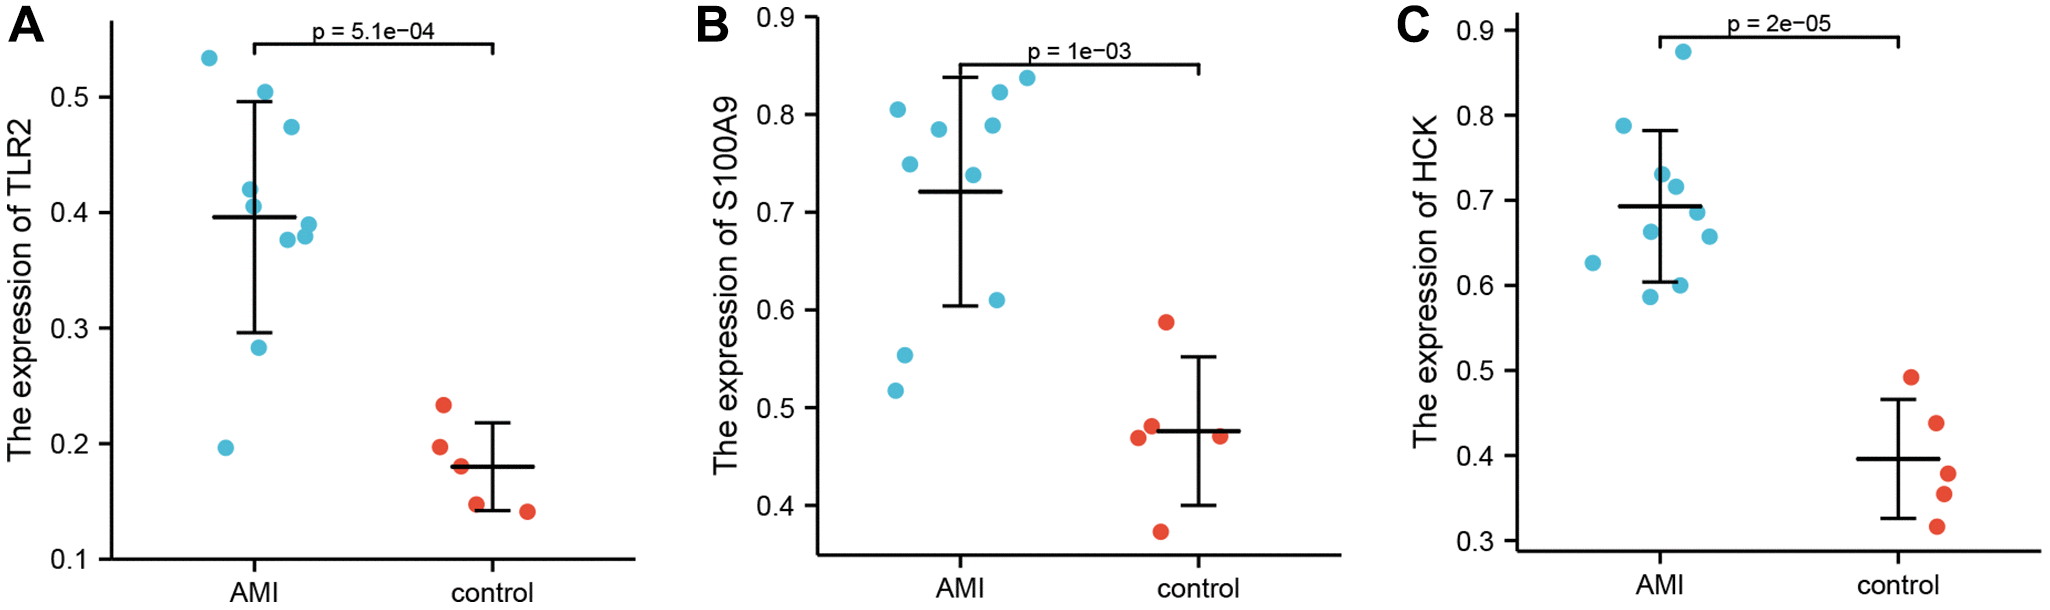 A
The expression of TLR2
p = 5.1e−04
0.5
0.4
0.3
0.2
0.1
AMI
control
B
The expression of S100A9
p = 1e−03
0.9
0.8
0.7
0.6
0.5
0.4
AMI
control
C
The expression of HCK
p = 2e−05
0.9
0.8
0.7
0.6
0.5
0.4
0.3
AMI
control